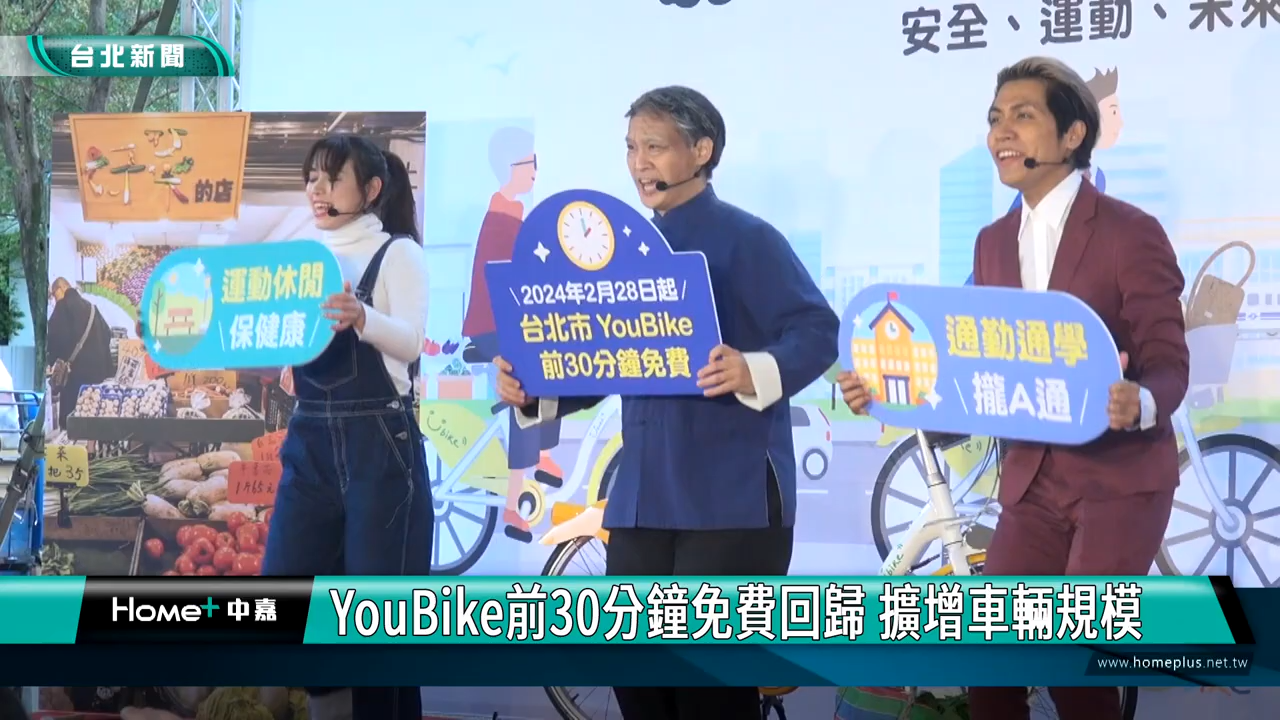 台北新聞
安全、運動、未來
的店
運動休閒
保健康
2024年2月28日起
台北市 YouBike
前30分鐘免費
通勤通學
攏A通
Home+中嘉
YouBike前30分鐘免費回歸 擴增車輛規模
www.homeplus.net.tw